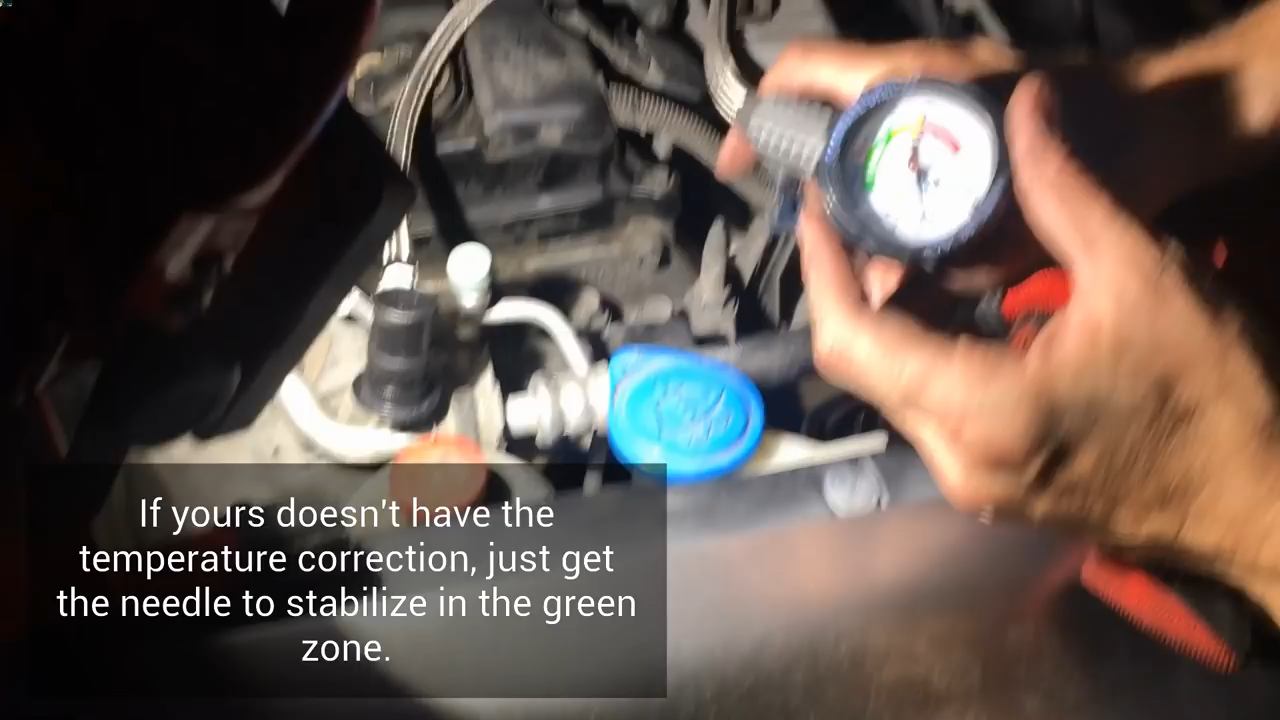 If yours doesn't have the
temperature correction, just get
the needle to stabilize in the green
zone.